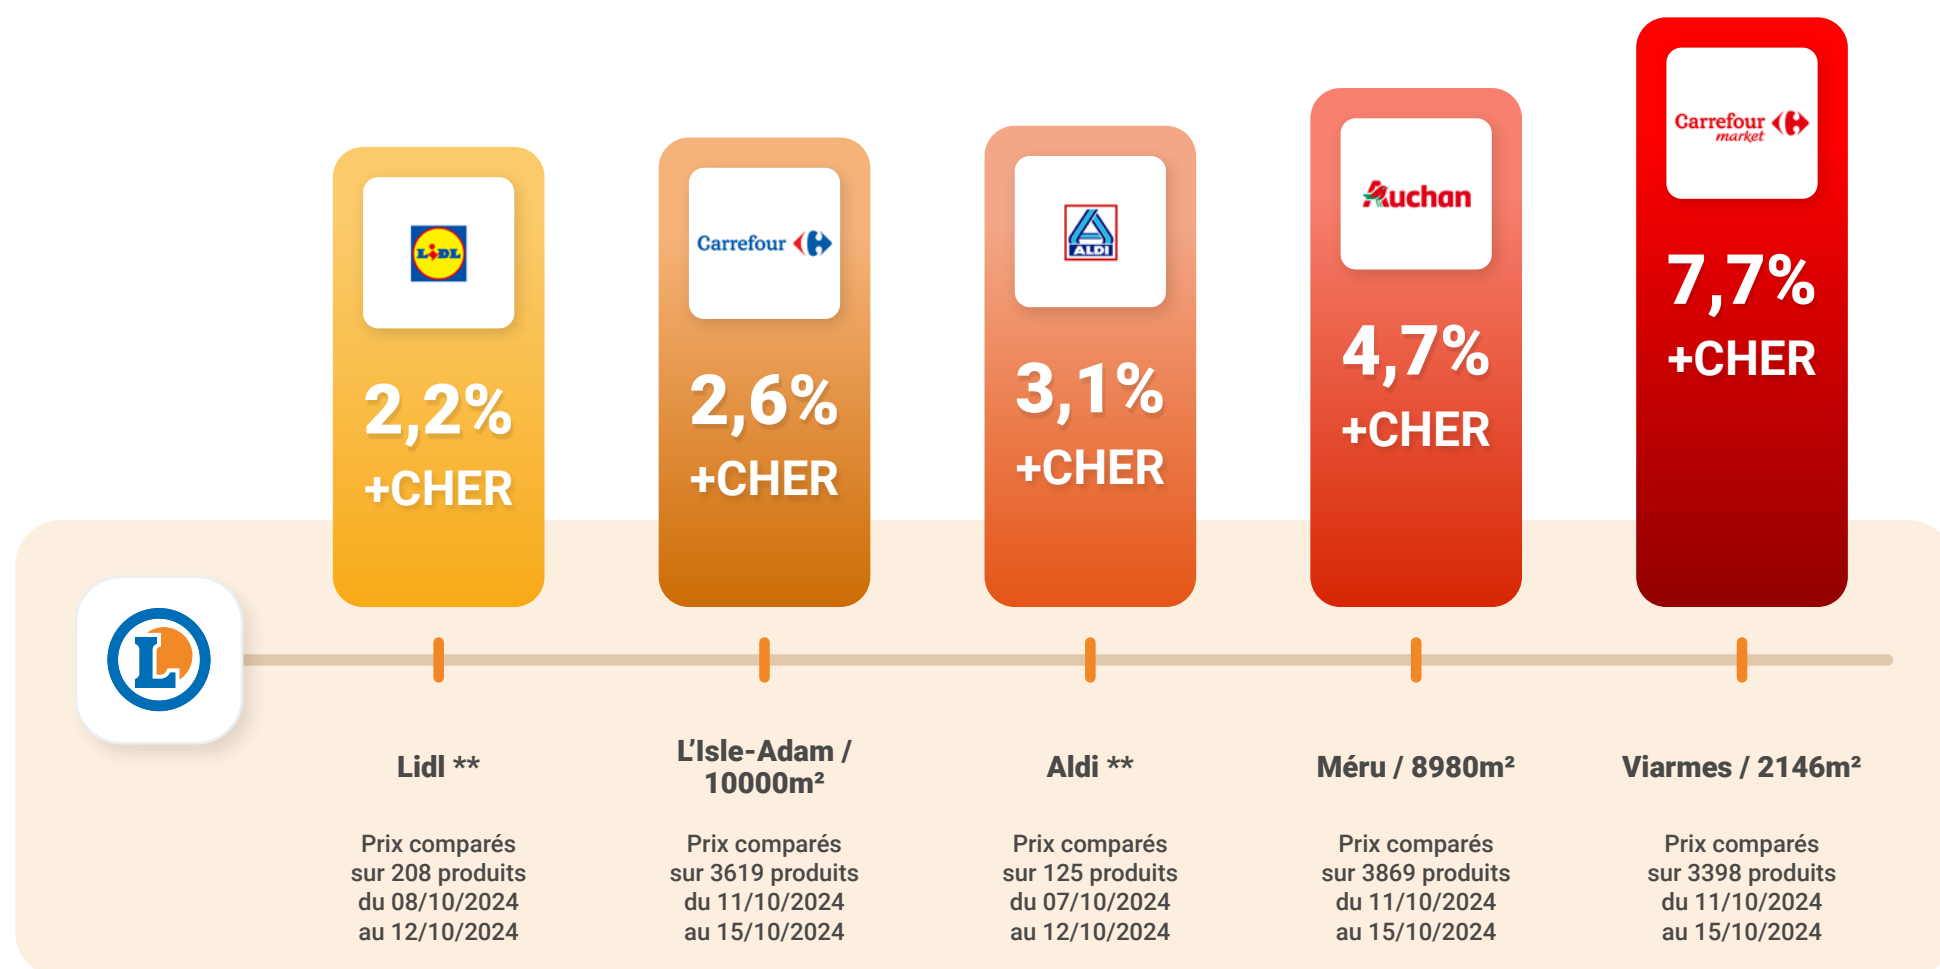 LIDL
2,2%
+CHER
Carrefour
2,6%
+CHER
ALDI
3,1%
+CHER
Auchan
4,7%
+CHER
Carrefour
market
7,7%
+CHER
L
Lidl **
Prix comparés
sur 208 produits
du 08/10/2024
au 12/10/2024
L’Isle-Adam /
10000m²
Prix comparés
sur 3619 produits
du 11/10/2024
au 15/10/2024
Aldi **
Prix comparés
sur 125 produits
du 07/10/2024
au 12/10/2024
Méru / 8980m²
Prix comparés
sur 3869 produits
du 11/10/2024
au 15/10/2024
Viarmes / 2146m²
Prix comparés
sur 3398 produits
du 11/10/2024
au 15/10/2024